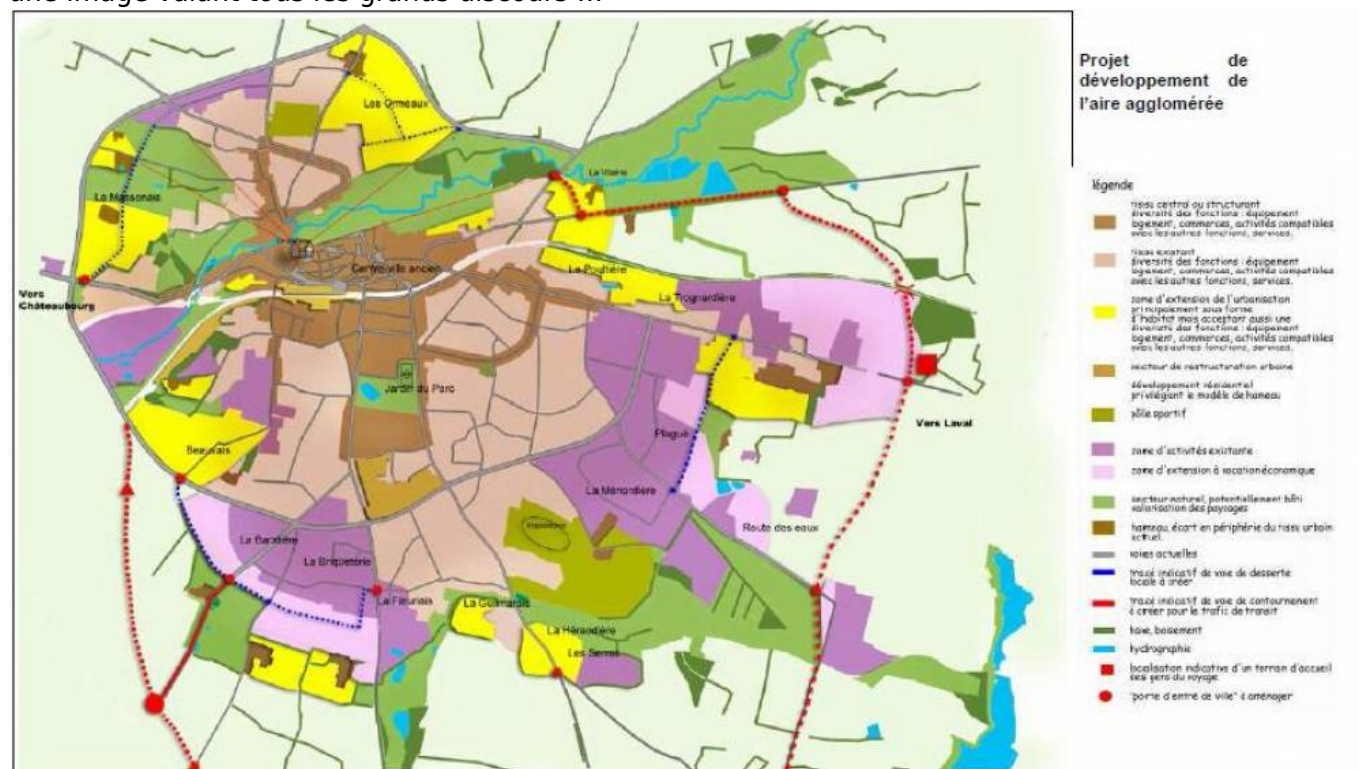 une image valant tous les grands discours ...
Projet de
développement de
l'aire agglomérée
légende
tissu central ou structurant
diversité des fonctions : équipement
logement, commerces, activités compatibles
avec les autres fonctions, services.
tissu existant
diversité des fonctions : équipement
logement, commerces, activités compatibles
avec les autres fonctions, services.
zone d'extension de l'urbanisation
principalement sous forme
d'habitat mais acceptant aussi une
diversité des fonctions : équipement
logement, commerces, activités compatibles
avec les autres fonctions, services.
secteur de restructuration urbaine
développement résidentiel
privilégiant le modèle de hameau
pôle sportif
zone d'activités existante
zone d'extension à vocation économique
secteur naturel, potentiellement bâti
valorisation des paysages
hameau, écart en périphérie du tissu urbain
actuel.
voies actuelles
tracé indicatif de voie de desserte
locale à créer
tracé indicatif de voie de contournement
à créer pour le trafic de transit
haie, boisement
hydrographie
localisation indicative d'un terrain d'accueil
des gens du voyage
"porte d'entre de ville" à aménager
Les Ormeaux
La Vilaine
La Massonais
Centre ville ancien
La Poultière
La Trognardière
Vers
Châteaubourg
Jardin du Parc
Vers Laval
Plagué
Beauvais
La Ménordière
Route des eaux
La Baratière
La Briqueterie
La Fleuriais
La Guilmarais
La Hérandière
Les Serres